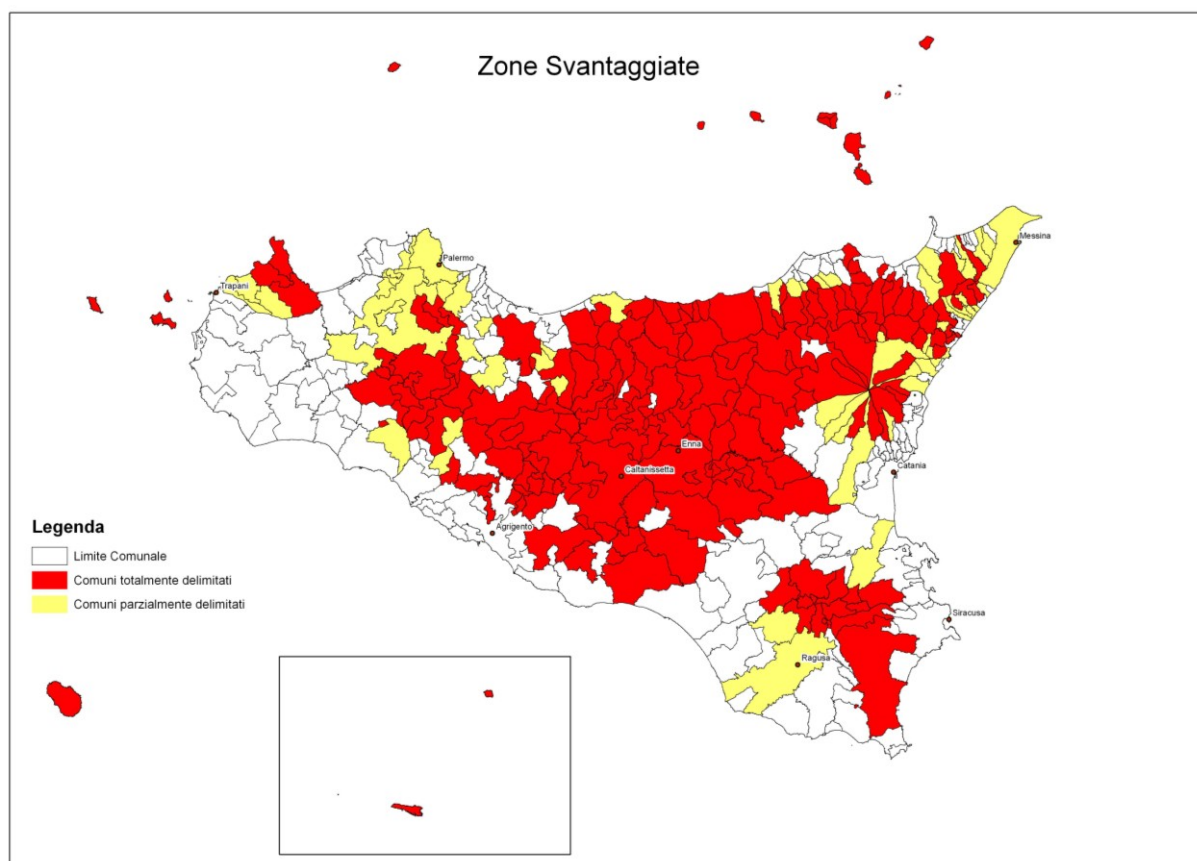 Zone Svantaggiate
Messina
Palermo
Trapani
Enna
Caltanissetta
Catania
Agrigento
Siracusa
Ragusa
Legenda
Limite Comunale
Comuni totalmente delimitati
Comuni parzialmente delimitati